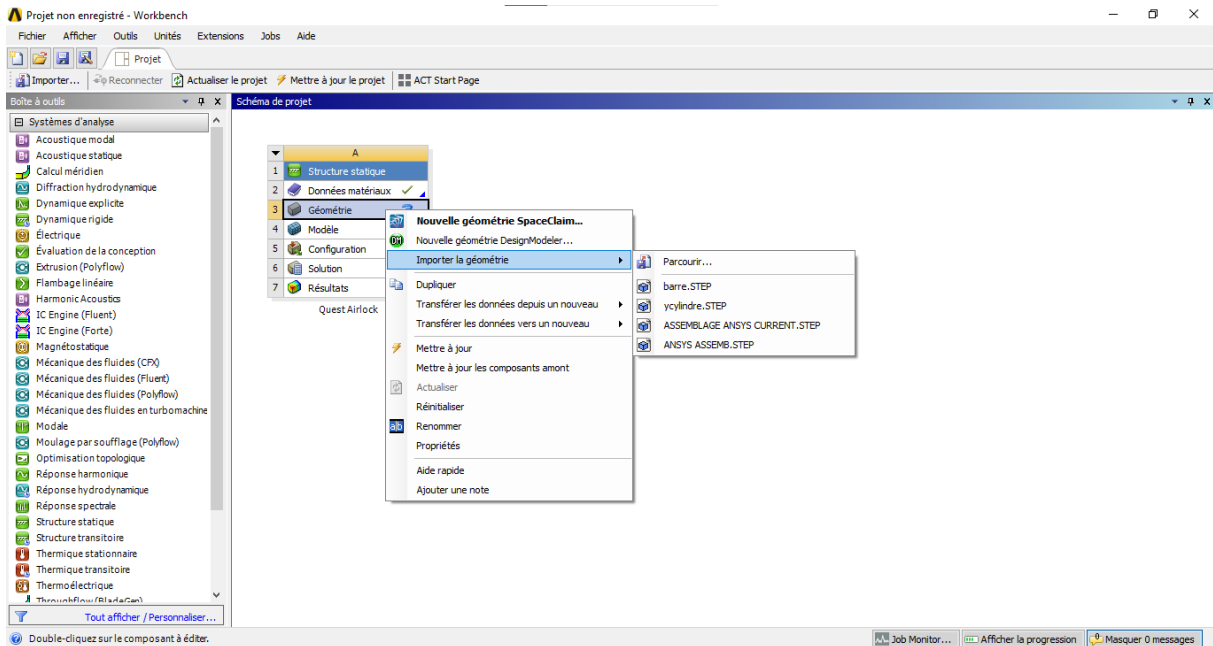 Projet non enregistré - Workbench
Fichier Afficher Outils Unités Extensions Jobs Aide
Projet
Importer... Reconnecter Actualiser le projet Mettre à jour le projet ACT Start Page
Boîte à outils
Schéma de projet
Systèmes d'analyse
Acoustique modal
Acoustique statique
Calcul méridien
Diffraction hydrodynamique
Dynamique explicite
Dynamique rigide
Électrique
Évaluation de la conception
Extrusion (Polyflow)
Flambage linéaire
Harmonic Acoustics
IC Engine (Fluent)
IC Engine (Forte)
Magnétostatique
Mécanique des fluides (CFX)
Mécanique des fluides (Fluent)
Mécanique des fluides (Polyflow)
Mécanique des fluides en turbomachine
Modale
Moulage par soufflage (Polyflow)
Optimisation topologique
Réponse harmonique
Réponse hydrodynamique
Réponse spectrale
Structure statique
Structure transitoire
Thermique stationnaire
Thermique transitoire
Thermoélectrique
Throughflow (BladeGen)
Tout afficher / Personnaliser...
A
1 Structure statique
2 Données matériaux
3 Géométrie
4 Modèle
5 Configuration
6 Solution
7 Résultats
Quest Airlock
Nouvelle géométrie SpaceClaim...
Nouvelle géométrie DesignModeler...
Importer la géométrie
Dupliquer
Transférer les données depuis un nouveau
Transférer les données vers un nouveau
Mettre à jour
Mettre à jour les composants amont
Actualiser
Réinitialiser
Renommer
Propriétés
Aide rapide
Ajouter une note
Parcourir...
barre.STEP
ycylindre.STEP
ASSEMBLAGE ANSYS CURRENT.STEP
ANSYS ASSEMB.STEP
Double-cliquez sur le composant à éditer.
Job Monitor... Afficher la progression Masquer 0 messages